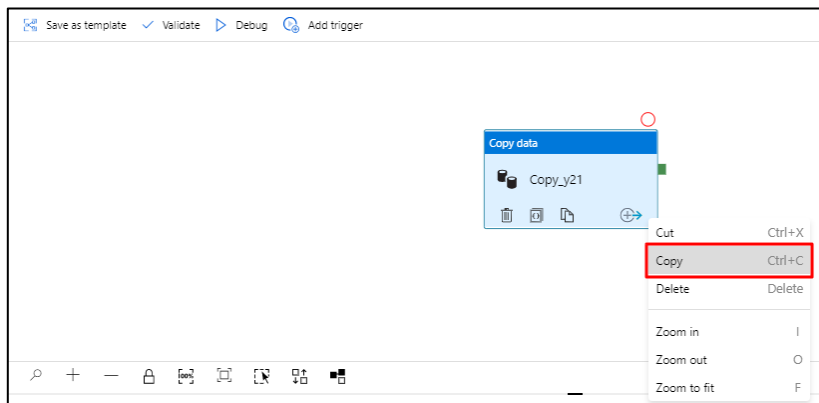 Save as template Validate Debug Add trigger
Copy data
Copy_y21
Cut Ctrl+X
Copy Ctrl+C
Delete Delete
Zoom in I
Zoom out O
Zoom to fit F
100%